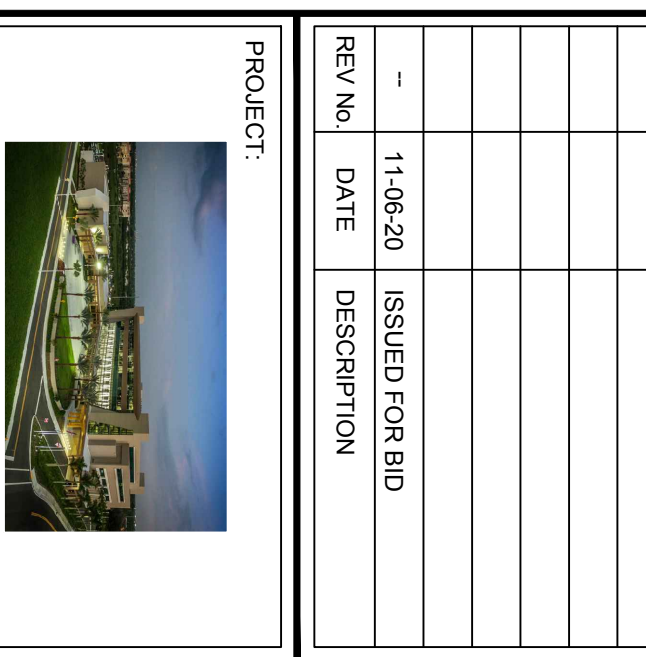 -- 11-06-20 ISSUED FOR BID
REV No. DATE DESCRIPTION
PROJECT: